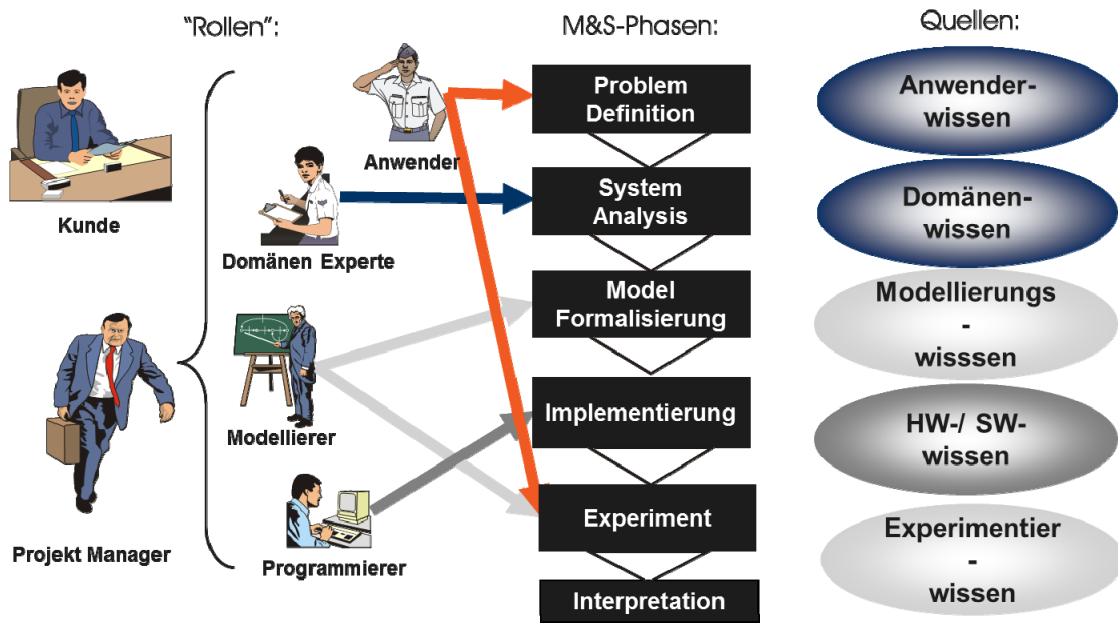 "Rollen":
M&S-Phasen:
Quellen:
Kunde
Anwender
Domänen Experte
Modellierer
Projekt Manager
Programmierer
Problem
Definition
System
Analysis
Model
Formalisierung
Implementierung
Experiment
Interpretation
Anwender-
wissen
Domänen-
wissen
Modellierungs
-
wisssen
HW-/ SW-
wissen
Experimentier
-
wissen